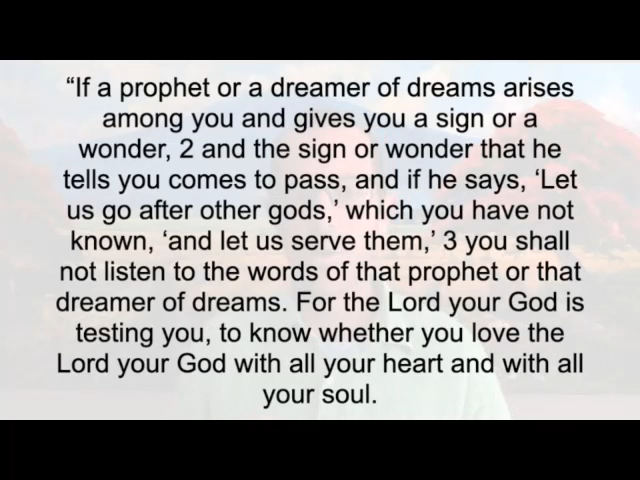 “If a prophet or a dreamer of dreams arises
among you and gives you a sign or a
wonder, 2 and the sign or wonder that he
tells you comes to pass, and if he says, ‘Let
us go after other gods,’ which you have not
known, ‘and let us serve them,’ 3 you shall
not listen to the words of that prophet or that
dreamer of dreams. For the Lord your God is
testing you, to know whether you love the
Lord your God with all your heart and with all
your soul.